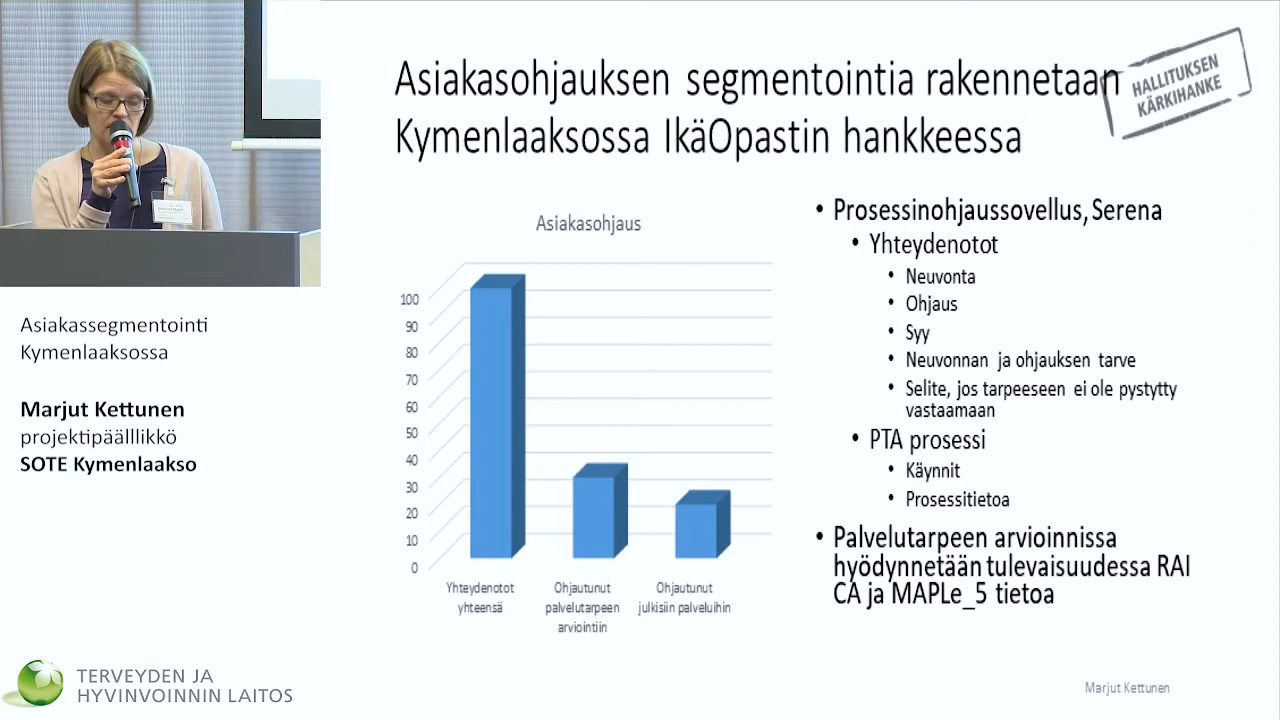 Asiakasohjauksen segmentointia rakennetaan
Kymenlaaksossa IkäOpastin hankkeessa
HALLITUKSEN
KÄRKIHANKE
Asiakasohjaus
100
90
80
70
60
50
40
30
20
10
0
Yhteydenotot
yhteensä
Ohjautunut
palvelutarpeen
arviointiin
Ohjautunut
julkisiin palveluihin
• Prosessinohjaussovellus, Serena
• Yhteydenotot
• Neuvonta
• Ohjaus
• Syy
• Neuvonnan ja ohjauksen tarve
• Selite, jos tarpeeseen ei ole pystytty
vastaamaan
• PTA prosessi
• Käynnit
• Prosessitietoa
• Palvelutarpeen arvioinnissa
hyödynnetään tulevaisuudessa RAI
CA ja MAPLe_5 tietoa
Marjut Kettunen
Asiakassegmentointi
Kymenlaaksossa
Marjut Kettunen
projektipäälllikkö
SOTE Kymenlaakso
TERVEYDEN JA
HYVINVOINNIN LAITOS